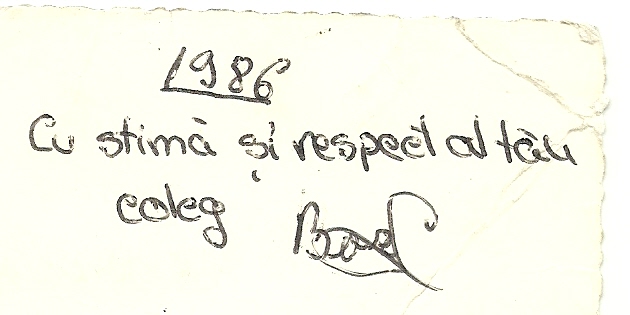 1986
Cu stimă și respect al tău
coleg